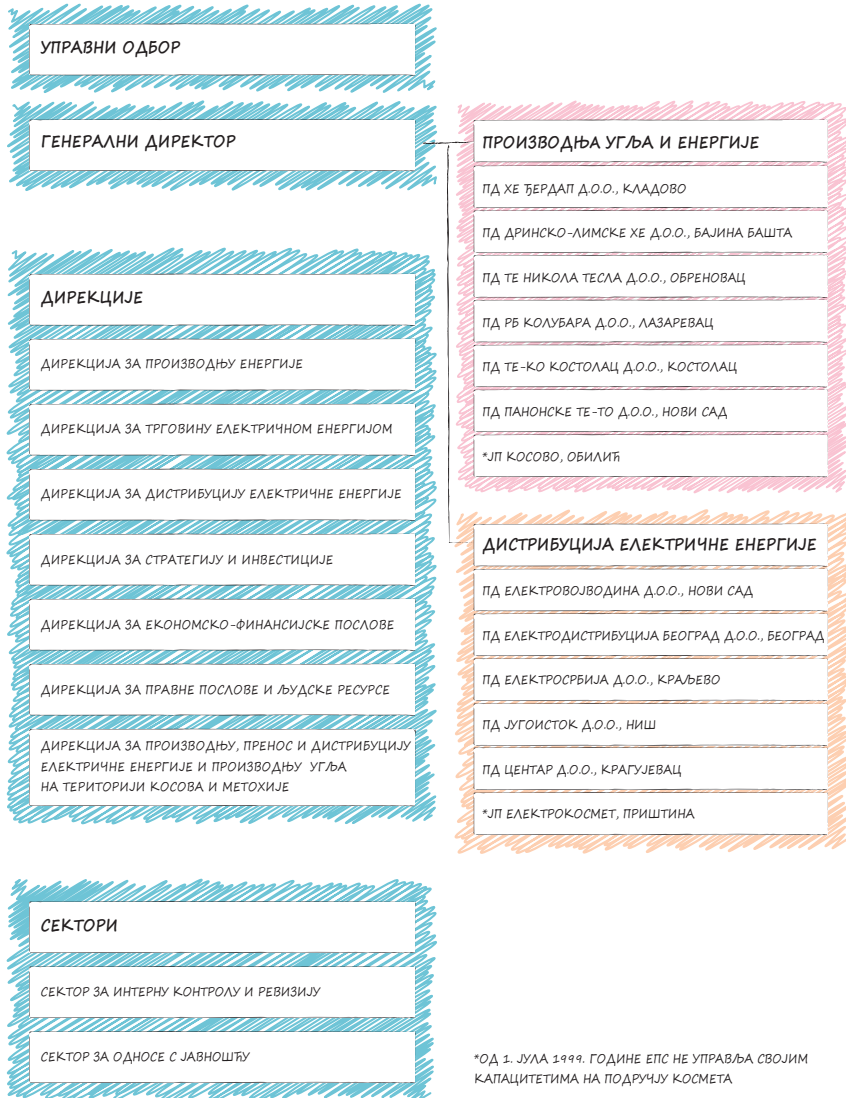 УПРАВНИ ОДБОР
ГЕНЕРАЛНИ ДИРЕКТОР
ДИРЕКЦИЈЕ
ДИРЕКЦИЈА ЗА ПРОИЗВОДЊУ ЕНЕРГИЈЕ
ДИРЕКЦИЈА ЗА ТРГОВИНУ ЕЛЕКТРИЧНОМ ЕНЕРГИЈОМ
ДИРЕКЦИЈА ЗА ДИСТРИБУЦИЈУ ЕЛЕКТРИЧНЕ ЕНЕРГИЈЕ
ДИРЕКЦИЈА ЗА СТРАТЕГИЈУ И ИНВЕСТИЦИЈЕ
ДИРЕКЦИЈА ЗА ЕКОНОМСКО-ФИНАНСИЈСКЕ ПОСЛОВЕ
ДИРЕКЦИЈА ЗА ПРАВНЕ ПОСЛОВЕ И ЉУДСКЕ РЕСУРСЕ
ДИРЕКЦИЈА ЗА ПРОИЗВОДЊУ, ПРЕНОС И ДИСТРИБУЦИЈУ
ЕЛЕКТРИЧНЕ ЕНЕРГИЈЕ И ПРОИЗВОДЊУ УГЉА
НА ТЕРИТОРИЈИ КОСОВА И МЕТОХИЈЕ
СЕКТОРИ
СЕКТОР ЗА ИНТЕРНУ КОНТРОЛУ И РЕВИЗИЈУ
СЕКТОР ЗА ОДНОСЕ С ЈАВНОШЋУ
ПРОИЗВОДЊА УГЉА И ЕНЕРГИЈЕ
ПД ХЕ ЂЕРДАП Д.О.О., КЛАДОВО
ПД ДРИНСКО-ЛИМСКЕ ХЕ Д.О.О., БАЈИНА БАШТА
ПД ТЕ НИКОЛА ТЕСЛА Д.О.О., ОБРЕНОВАЦ
ПД РБ КОЛУБАРА Д.О.О., ЛАЗАРЕВАЦ
ПД ТЕ-КО КОСТОЛАЦ Д.О.О., КОСТОЛАЦ
ПД ПАНОНСКЕ ТЕ-ТО Д.О.О., НОВИ САД
*ЈП КОСОВО, ОБИЛИЋ
ДИСТРИБУЦИЈА ЕЛЕКТРИЧНЕ ЕНЕРГИЈЕ
ПД ЕЛЕКТРОВОЈВОДИНА Д.О.О., НОВИ САД
ПД ЕЛЕКТРОДИСТРИБУЦИЈА БЕОГРАД Д.О.О., БЕОГРАД
ПД ЕЛЕКТРОСРБИЈА Д.О.О., КРАЉЕВО
ПД ЈУГОИСТОК Д.О.О., НИШ
ПД ЦЕНТАР Д.О.О., КРАГУЈЕВАЦ
*ЈП ЕЛЕКТРОКОСМЕТ, ПРИШТИНА
*ОД 1. ЈУЛА 1999. ГОДИНЕ ЕПС НЕ УПРАВЉА СВОЈИМ
КАПАЦИТЕТИМА НА ПОДРУЧЈУ КОСМЕТА